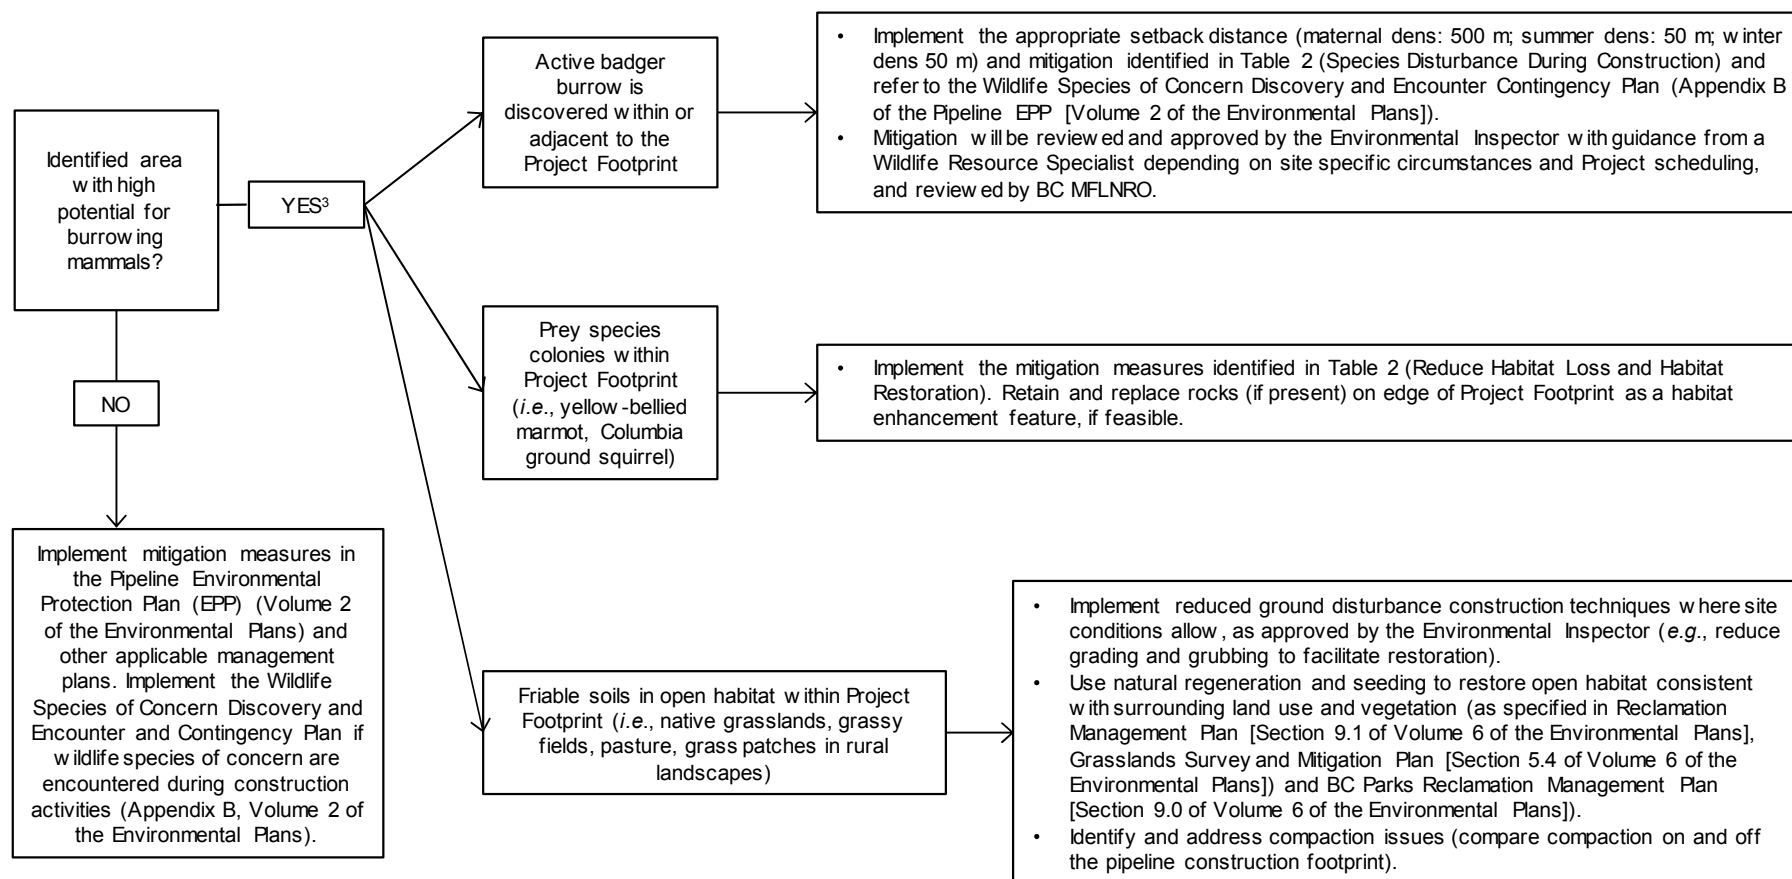 Identified area
with high
potential for
burrowing
mammals?
YES³
NO
Implement mitigation measures in
the Pipeline Environmental
Protection Plan (EPP) (Volume 2
of the Environmental Plans) and
other applicable management
plans. Implement the Wildlife
Species of Concern Discovery and
Encounter and Contingency Plan if
wildlife species of concern are
encountered during construction
activities (Appendix B, Volume 2 of
the Environmental Plans).
Active badger
burrow is
discovered within or
adjacent to the
Project Footprint
• Implement the appropriate setback distance (maternal dens: 500 m; summer dens: 50 m; winter
dens 50 m) and mitigation identified in Table 2 (Species Disturbance During Construction) and
refer to the Wildlife Species of Concern Discovery and Encounter Contingency Plan (Appendix B
of the Pipeline EPP [Volume 2 of the Environmental Plans]).
• Mitigation will be reviewed and approved by the Environmental Inspector with guidance from a
Wildlife Resource Specialist depending on site specific circumstances and Project scheduling,
and reviewed by BC MFLNRO.
Prey species
colonies within
Project Footprint
(i.e., yellow-bellied
marmot, Columbia
ground squirrel)
• Implement the mitigation measures identified in Table 2 (Reduce Habitat Loss and Habitat
Restoration). Retain and replace rocks (if present) on edge of Project Footprint as a habitat
enhancement feature, if feasible.
Friable soils in open habitat within Project
Footprint (i.e., native grasslands, grassy
fields, pasture, grass patches in rural
landscapes)
• Implement reduced ground disturbance construction techniques where site
conditions allow, as approved by the Environmental Inspector (e.g., reduce
grading and grubbing to facilitate restoration).
• Use natural regeneration and seeding to restore open habitat consistent
with surrounding land use and vegetation (as specified in Reclamation
Management Plan [Section 9.1 of Volume 6 of the Environmental Plans],
Grasslands Survey and Mitigation Plan [Section 5.4 of Volume 6 of the
Environmental Plans]) and BC Parks Reclamation Management Plan
[Section 9.0 of Volume 6 of the Environmental Plans]).
• Identify and address compaction issues (compare compaction on and off
the pipeline construction footprint).